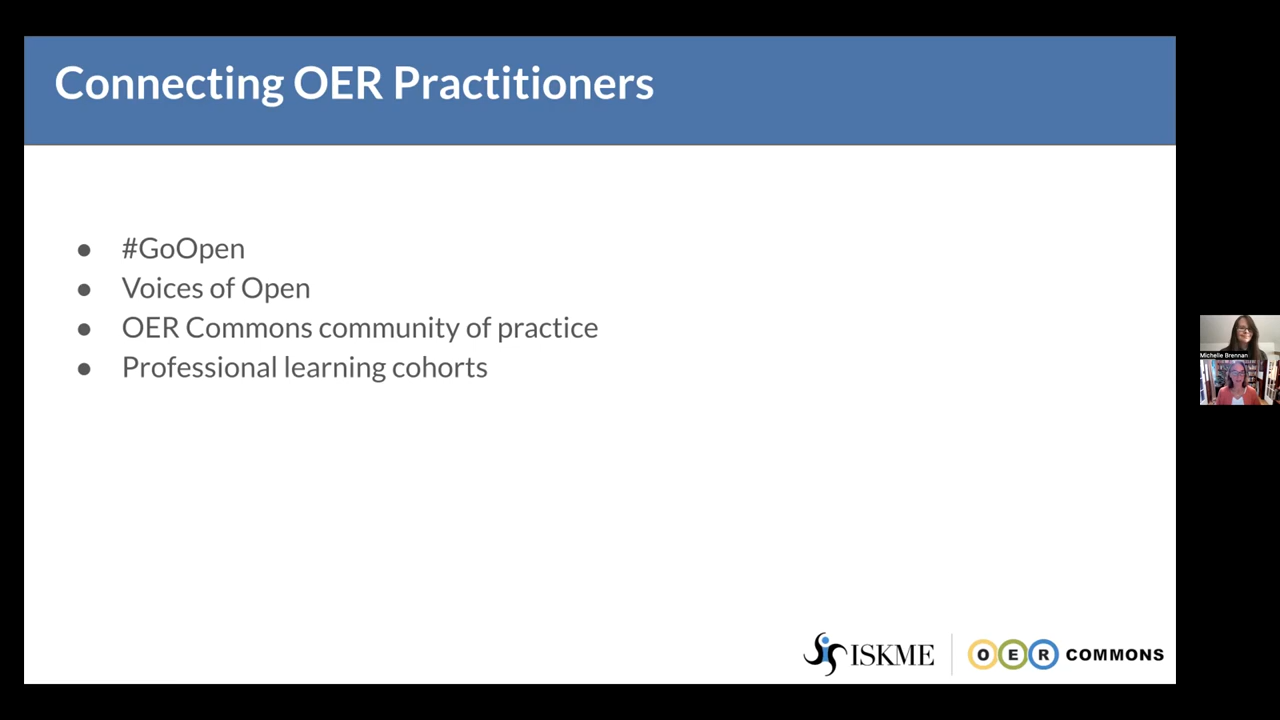 Connecting OER Practitioners
● #GoOpen
● Voices of Open
● OER Commons community of practice
● Professional learning cohorts
Michelle Brennan
ISKME
O E R COMMONS